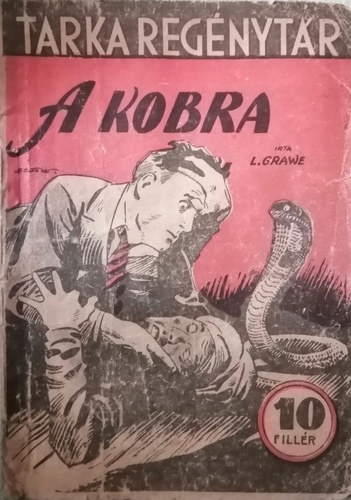 TARKA REGÉNYTÁR
A KOBRA
IRTA
L. GRAWE
10
FILLÉR